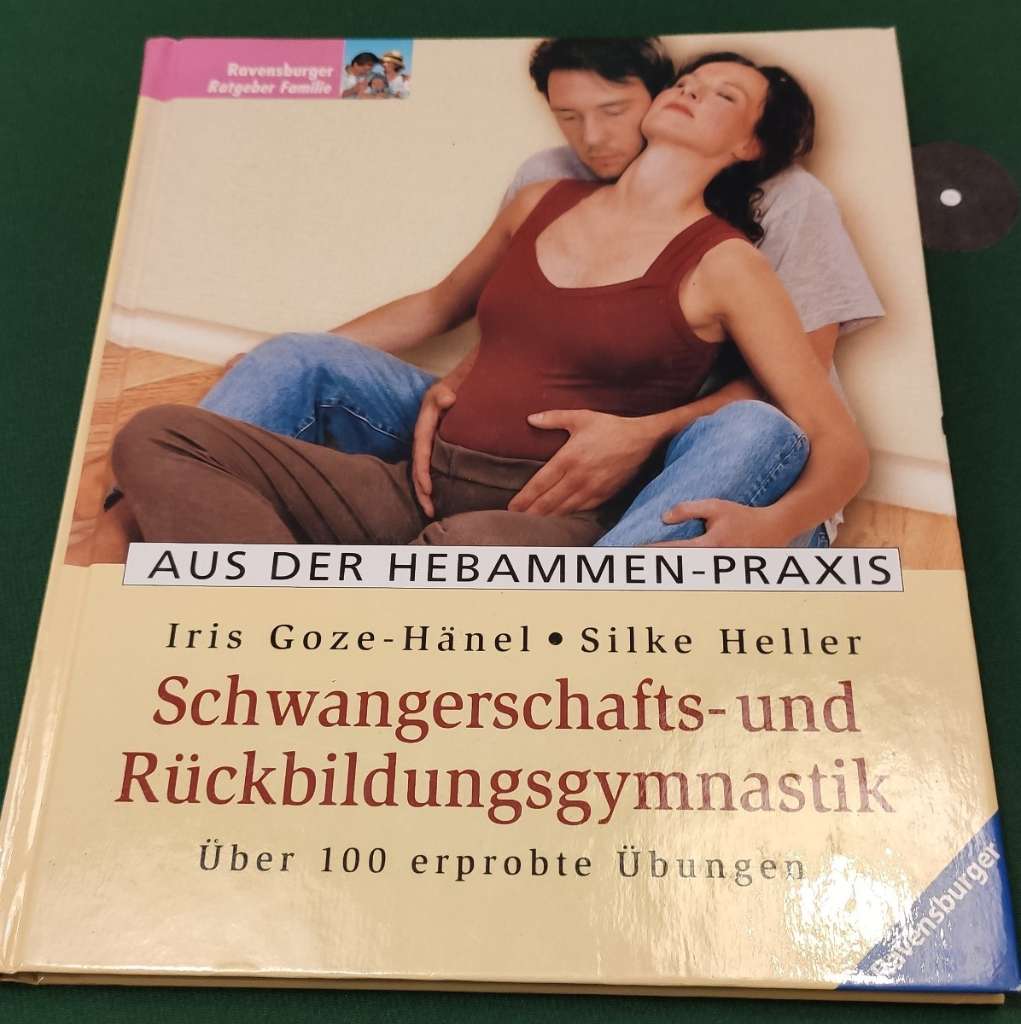 Ravensburger
Ratgeber Familie
AUS DER HEBAMMEN-PRAXIS
Iris Goze-Hänel • Silke Heller
Schwangerschafts- und
Rückbildungsgymnastik
Über 100 erprobte Übungen
Ravensburger